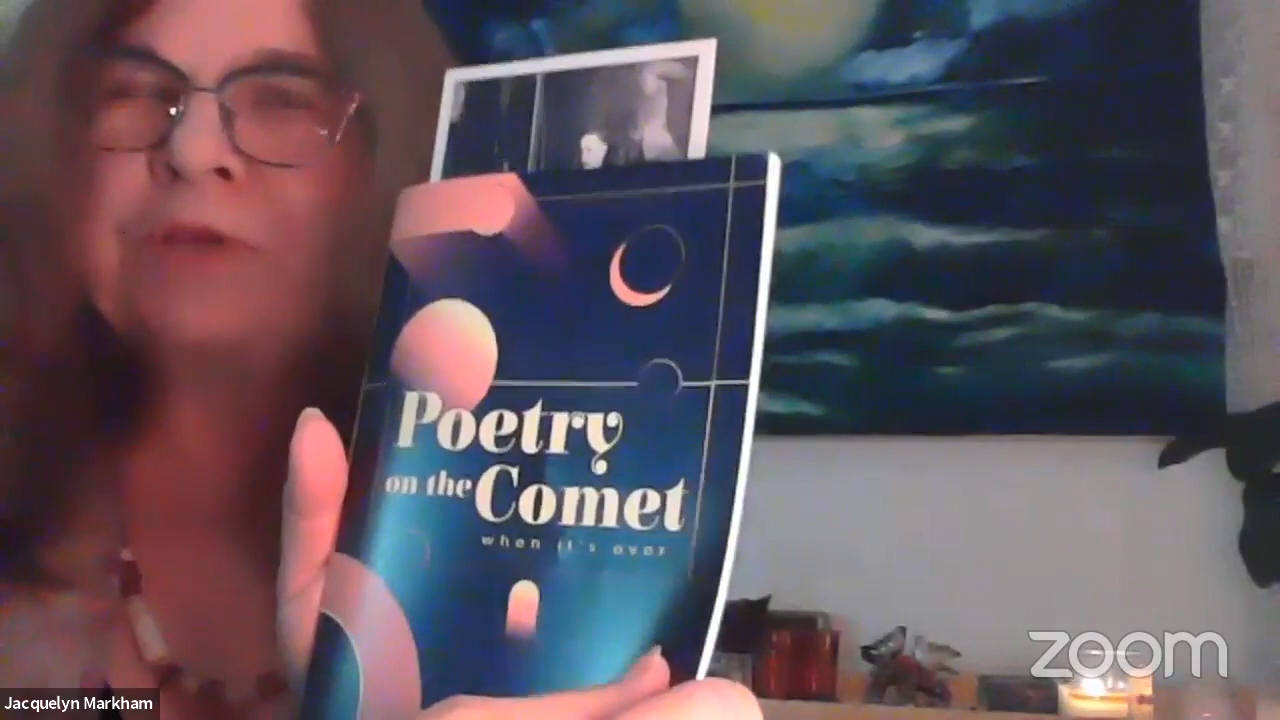 Poetry
on the Comet
when it's over
zoom
Jacquelyn Markham